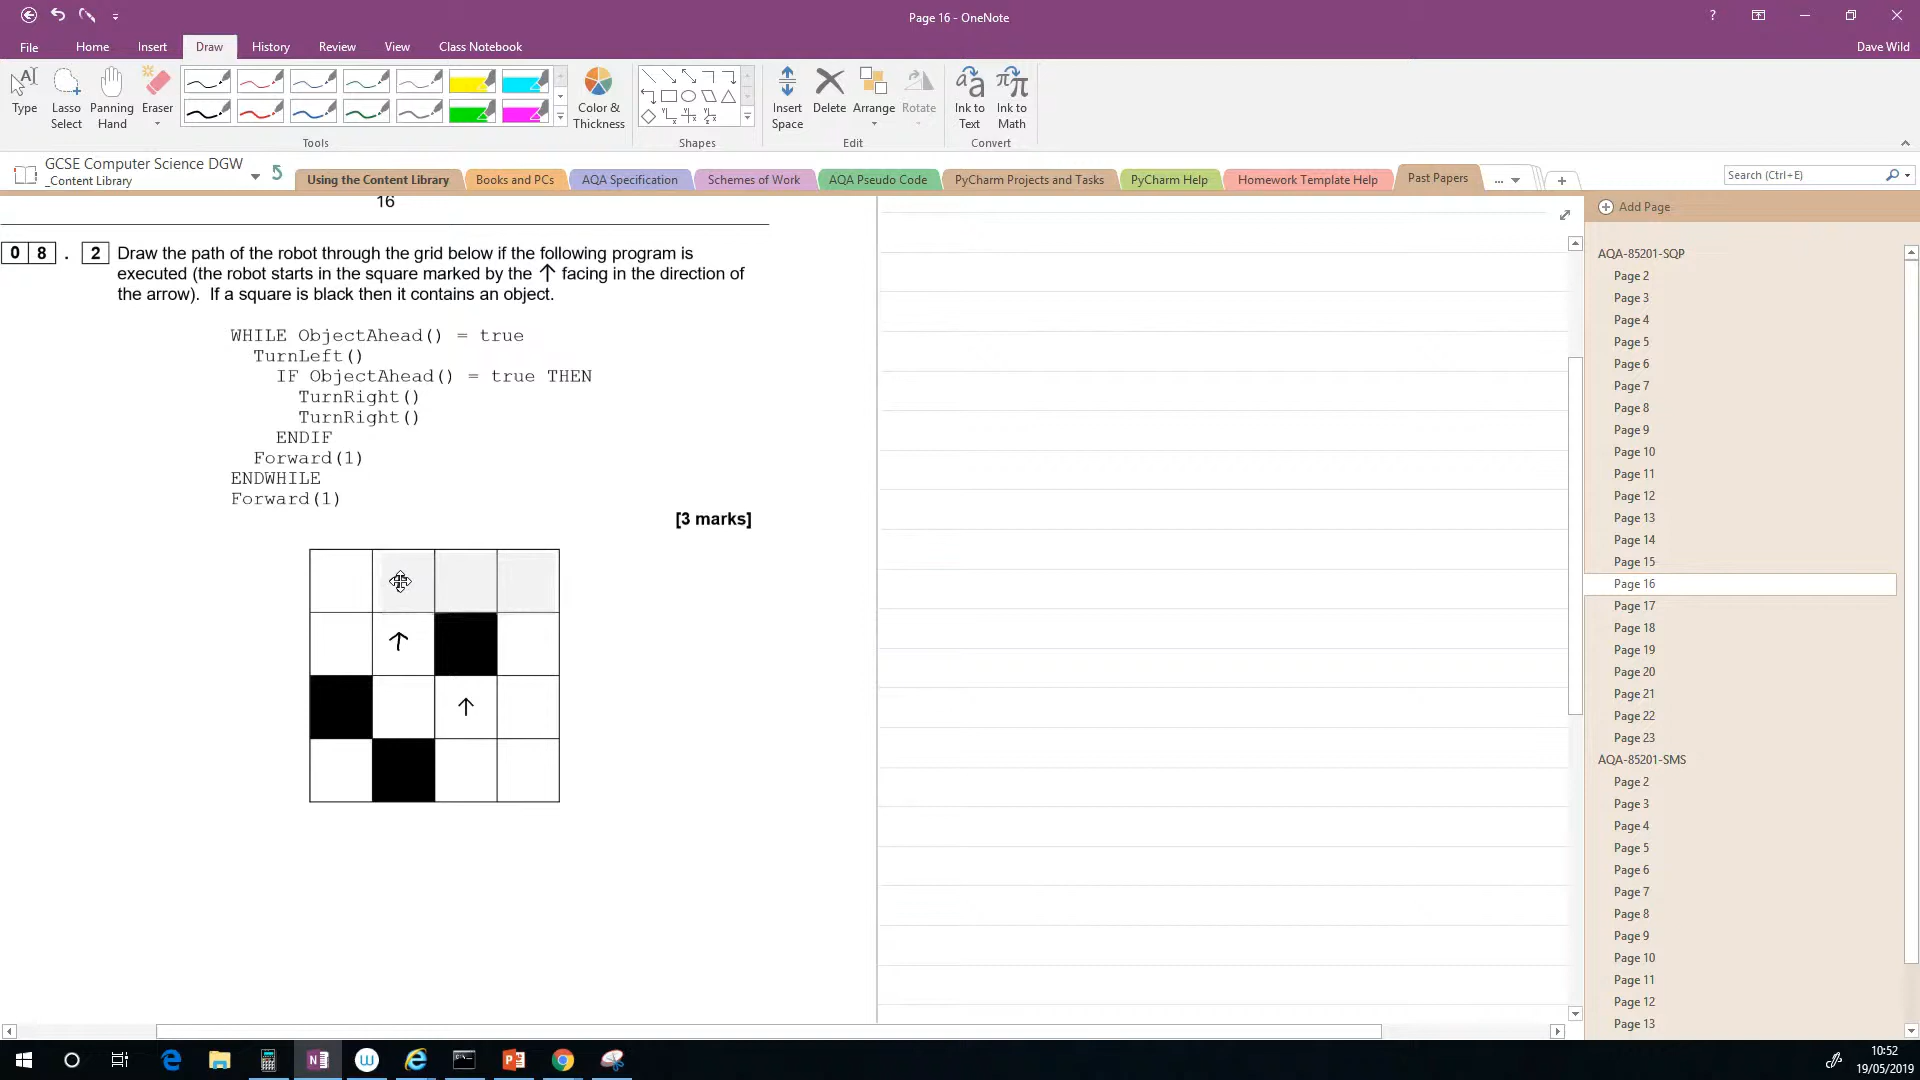 Page 16 - OneNote
?
File Home Insert Draw History Review View Class Notebook
Dave Wild
Type
Lasso Select
Panning Hand
Eraser
Color & Thickness
Insert Space
Delete
Arrange
Rotate
Ink to Text
Ink to Math
Tools
Shapes
Edit
Convert
GCSE Computer Science DGW
_Content Library
Using the Content Library
Books and PCs
AQA Specification
Schemes of Work
AQA Pseudo Code
PyCharm Projects and Tasks
PyCharm Help
Homework Template Help
Past Papers
...
Search (Ctrl+E)
16
0 8 . 2 Draw the path of the robot through the grid below if the following program is
executed (the robot starts in the square marked by the ↑ facing in the direction of
the arrow). If a square is black then it contains an object.
WHILE ObjectAhead() = true
TurnLeft()
IF ObjectAhead() = true THEN
TurnRight()
TurnRight()
ENDIF
Forward(1)
ENDWHILE
Forward(1)
[3 marks]
↑
↑
Add Page
AQA-85201-SQP
Page 2
Page 3
Page 4
Page 5
Page 6
Page 7
Page 8
Page 9
Page 10
Page 11
Page 12
Page 13
Page 14
Page 15
Page 16
Page 17
Page 18
Page 19
Page 20
Page 21
Page 22
Page 23
AQA-85201-SMS
Page 2
Page 3
Page 4
Page 5
Page 6
Page 7
Page 8
Page 9
Page 10
Page 11
Page 12
Page 13
10:52
19/05/2019